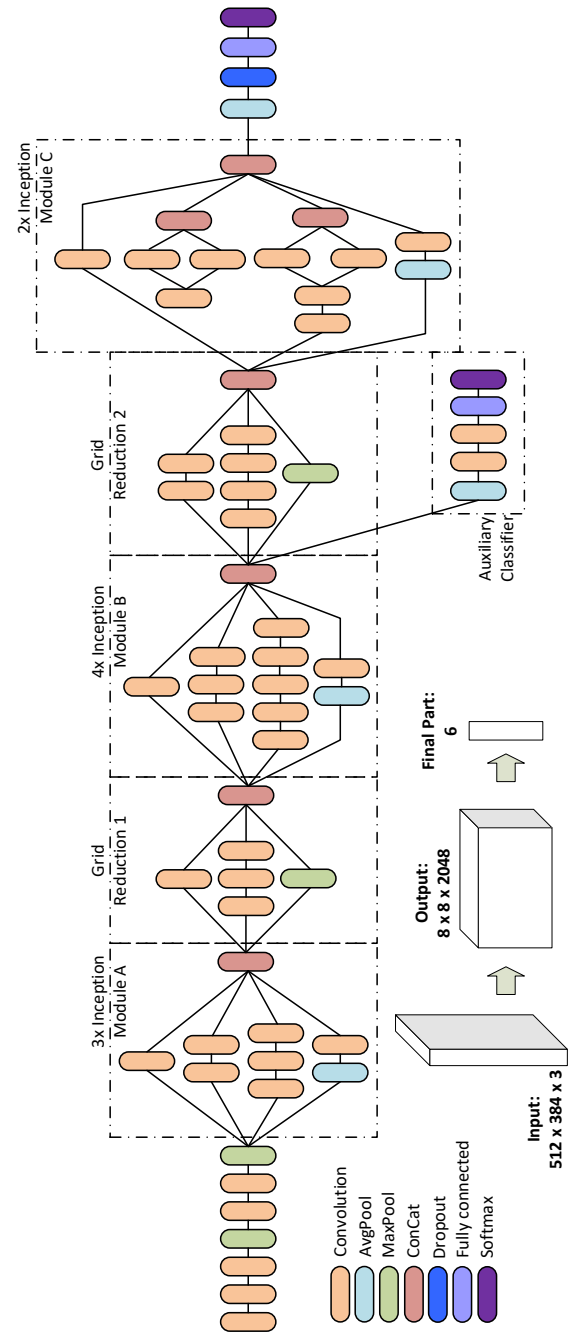 3x Inception
Module A
Grid
Reduction 1
4x Inception
Module B
Grid
Reduction 2
2x Inception
Module C
Auxiliary
Classifier
Convolution
AvgPool
MaxPool
ConCat
Dropout
Fully connected
Softmax
Input:
512 x 384 x 3
Output:
8 x 8 x 2048
Final Part:
6